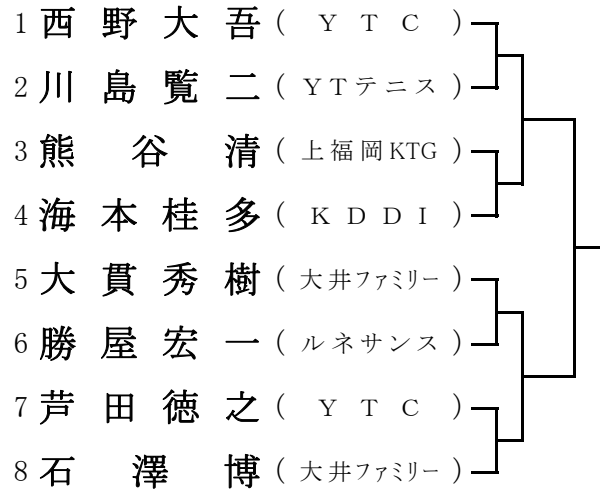 1 西野大吾 ( YTC )
2 川島覧二 ( YTテニス )
3 熊谷清 ( 上福岡KTG )
4 海本桂多 ( KDDI )
5 大貫秀樹 ( 大井ファミリー )
6 勝屋宏一 ( ルネサンス )
7 芦田徳之 ( YTC )
8 石澤博 ( 大井ファミリー )